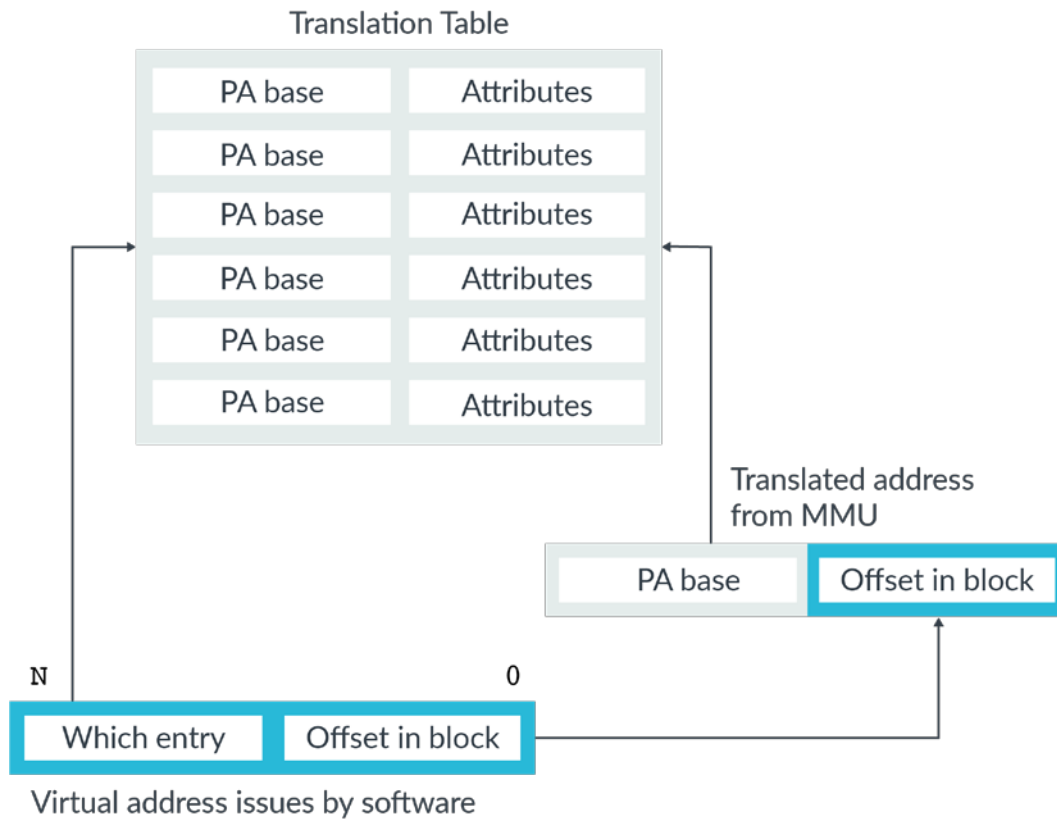 Translation Table
PA base Attributes
PA base Attributes
PA base Attributes
PA base Attributes
PA base Attributes
PA base Attributes
Translated address
from MMU
PA base Offset in block
N 0
Which entry Offset in block
Virtual address issues by software